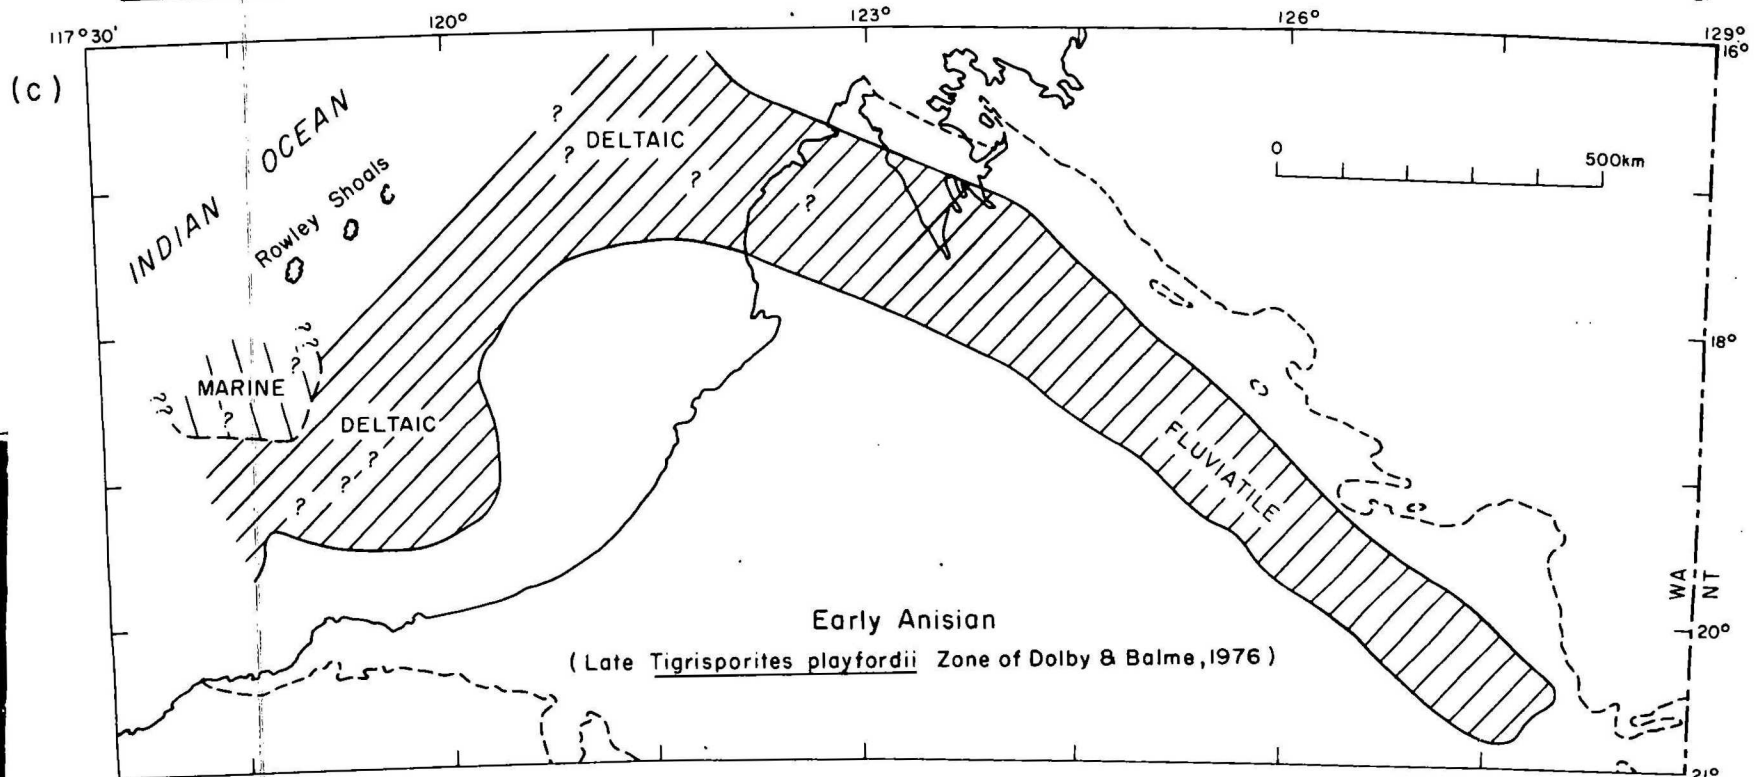 117°30'
120°
123°
126°
129°
16°
(c)
INDIAN OCEAN
Rowley Shoals
?
?
DELTAIC
?
?
0
500km
??
?
MARINE
??
?
18°
DELTAIC
?
?
?
FLUVIATILE
WA
NT
Early Anisian
20°
(Late Tigrisporites playfordii Zone of Dolby & Balme, 1976)
21°